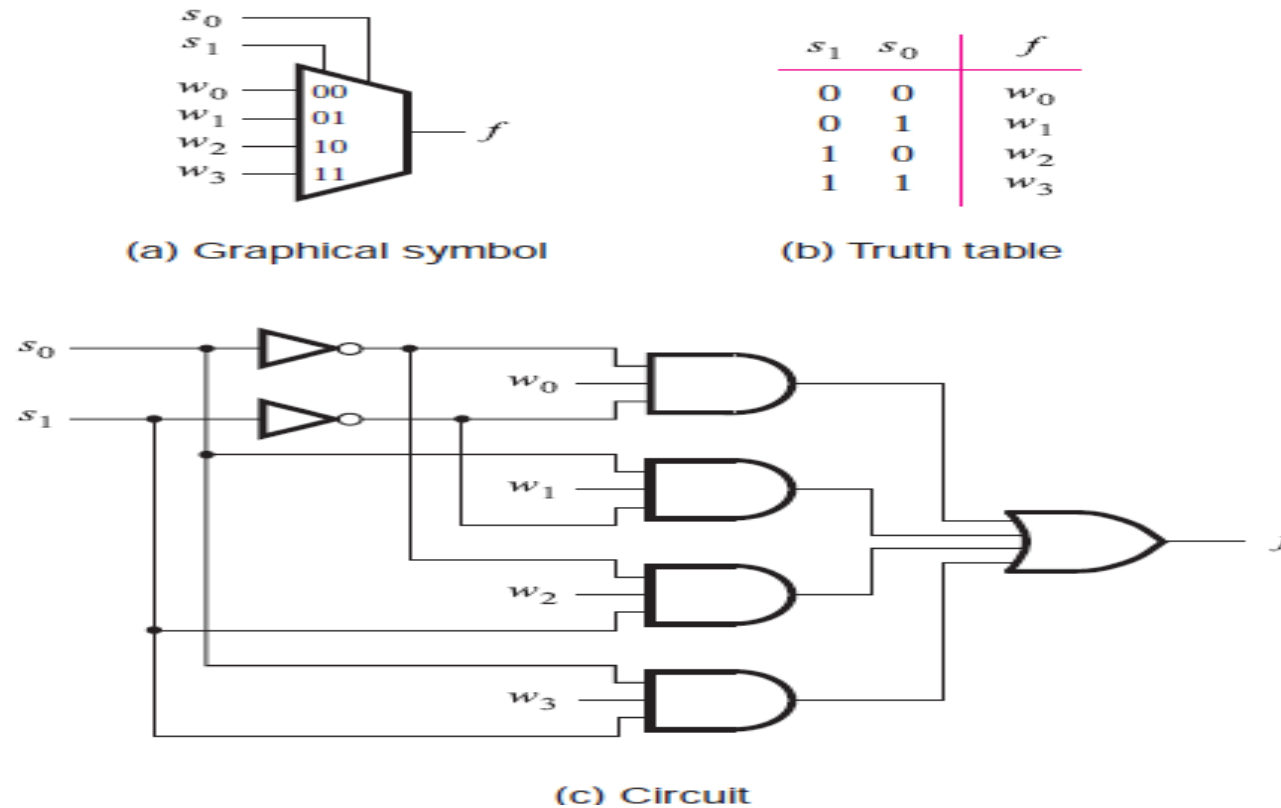 s0
s1
w0
w1
w2
w3
00
01
10
11
f
(a) Graphical symbol
s1 s0 f
0 0 w0
0 1 w1
1 0 w2
1 1 w3
(b) Truth table
s0
s1
w0
w1
w2
w3
f
(c) Circuit